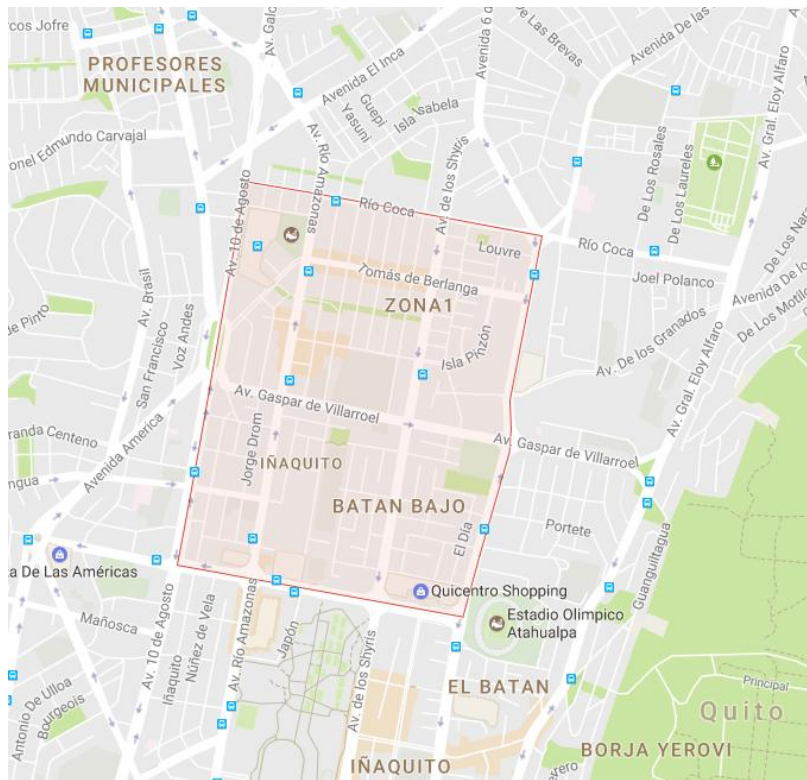 rcos Jofre
PROFESORES
MUNICIPALES
Avenida El Inca
Av. Río Amazonas
Guepi
Yasuni
Isla Isabela
Avenida 6 d
De Las Brevas
Avenida De las
Av. Gral. Eloy Alfaro
onel Edmundo Carvajal
Av. 10 de Agosto
Río Coca
Av. de los Shyris
De Los Rosales
De Los Laureles
Louvre
Río Coca
Joel Polanco
Tomás de Berlanga
ZONA1
Av. Brasil
San Francisco
Voz Andes
de Pinto
Isla Pinzón
Av. De los Granados
Avenida De lo
De Los Motilo
De Los Na
Av. Gral. Eloy Alfaro
Av. Gaspar de Villarroel
Av. Gaspar de Villarroel
randa Centeno
Avenida America
Jorge Drom
IÑAQUITO
BATAN BAJO
ngua
El Día
Portete
Guanguiltagua
a De Las Américas
Quicentro Shopping
Estadio Olimpico
Atahualpa
Mañosca
Av. 10 de Agosto
Iñaquito
Núñez de Vela
Av. Río Amazonas
Japón
Av. de los Shyris
EL BATAN
Antonio De Ulloa
Bourgeois
Principal
Quito
IÑAQUITO
BORJA YEROVI
evero